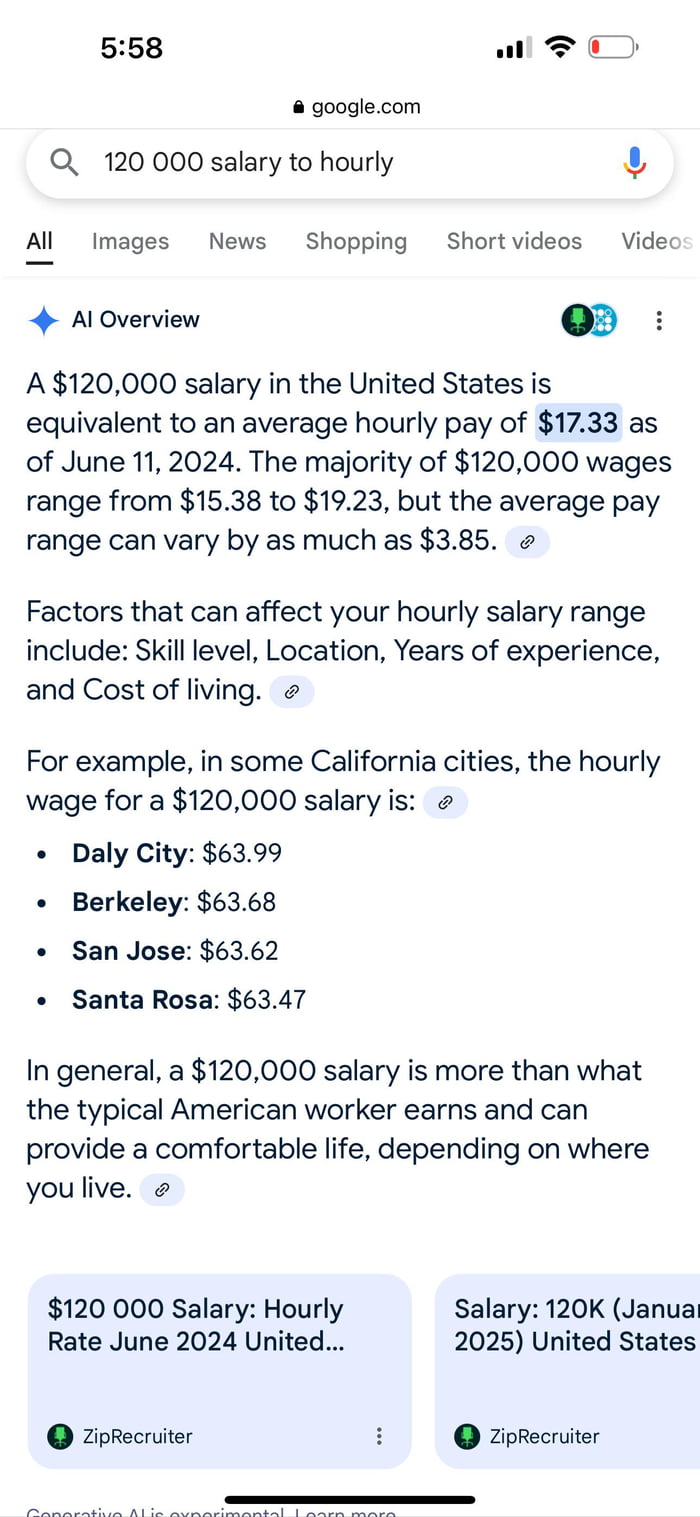 5:58
google.com
120 000 salary to hourly
All Images News Shopping Short videos Videos
AI Overview
A $120,000 salary in the United States is
equivalent to an average hourly pay of $17.33 as
of June 11, 2024. The majority of $120,000 wages
range from $15.38 to $19.23, but the average pay
range can vary by as much as $3.85.
Factors that can affect your hourly salary range
include: Skill level, Location, Years of experience,
and Cost of living.
For example, in some California cities, the hourly
wage for a $120,000 salary is:
• Daly City: $63.99
• Berkeley: $63.68
• San Jose: $63.62
• Santa Rosa: $63.47
In general, a $120,000 salary is more than what
the typical American worker earns and can
provide a comfortable life, depending on where
you live.
$120 000 Salary: Hourly
Rate June 2024 United...
ZipRecruiter
Salary: 120K (Januar
2025) United States
ZipRecruiter
Generative AI is experimental. Learn more